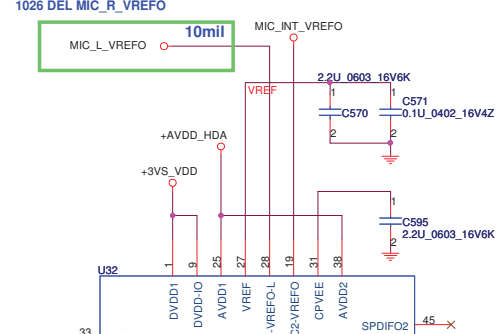 1026 DEL MIC_R_VREFO
10mil
MIC_INT_VREFO
MIC_L_VREFO
2.2U_0603_16V6K
VREF
1
1
C570
C571
0.1U_0402_16V4Z
2
2
+AVDD_HDA
+3VS_VDD
1
C595
2.2U_0603_16V6K
2
U32
1
9
25
27
28
19
31
38
DVDD1
DVDD-IO
AVDD1
VREF
-VREFO-L
C2-VREFO
CPVEE
AVDD2
SPDIFO2
45
33